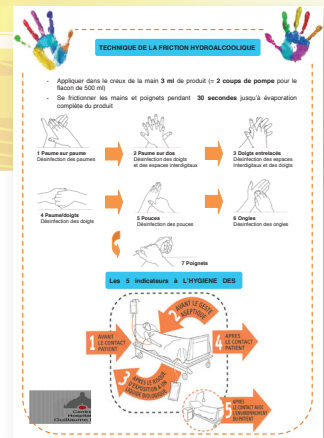 TECHNIQUE DE LA FRICTION HYDROALCOOLIQUE
- Appliquer dans le creux de la main 3 ml de produit (= 2 coups de pompe pour le
flacon de 500 ml)
- Se frictionner les mains et poignets pendant 30 secondes jusqu'à évaporation
complète du produit
1 Paume sur paume
Désinfection des paumes
2 Paume sur dos
Désinfection des doigts
et des espaces interdigitaux
3 Doigts entrelacés
Désinfection des espaces
Interdigitaux et des doigts
4 Paume/doigts
Désinfection des doigts
5 Pouces
Désinfection des pouces
6 Ongles
Désinfection des ongles
7 Poignets
Les 5 indicateurs à L'HYGIENE DES
1 AVANT
LE CONTACT
PATIENT
2 AVANT LE GESTE
ASEPTIQUE
3 APRÈS LE RISQUE
D'EXPOSITION À UN
LIQUIDE BIOLOGIQUE
4 APRÈS
LE CONTACT
PATIENT
5 APRÈS
LE CONTACT AVEC
L'ENVIRONNEMENT
DU PATIENT
Centre
Hospitalier
Guillaume